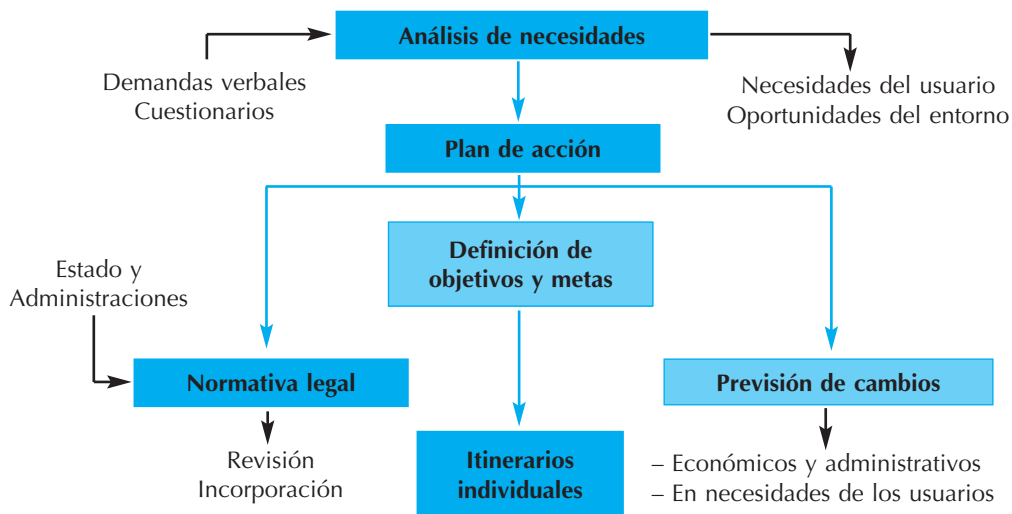 Análisis de necesidades
Demandas verbales
Cuestionarios
Necesidades del usuario
Oportunidades del entorno
Plan de acción
Definición de
objetivos y metas
Estado y
Administraciones
Normativa legal
Previsión de cambios
Revisión
Incorporación
Itinerarios
individuales
– Económicos y administrativos
– En necesidades de los usuarios